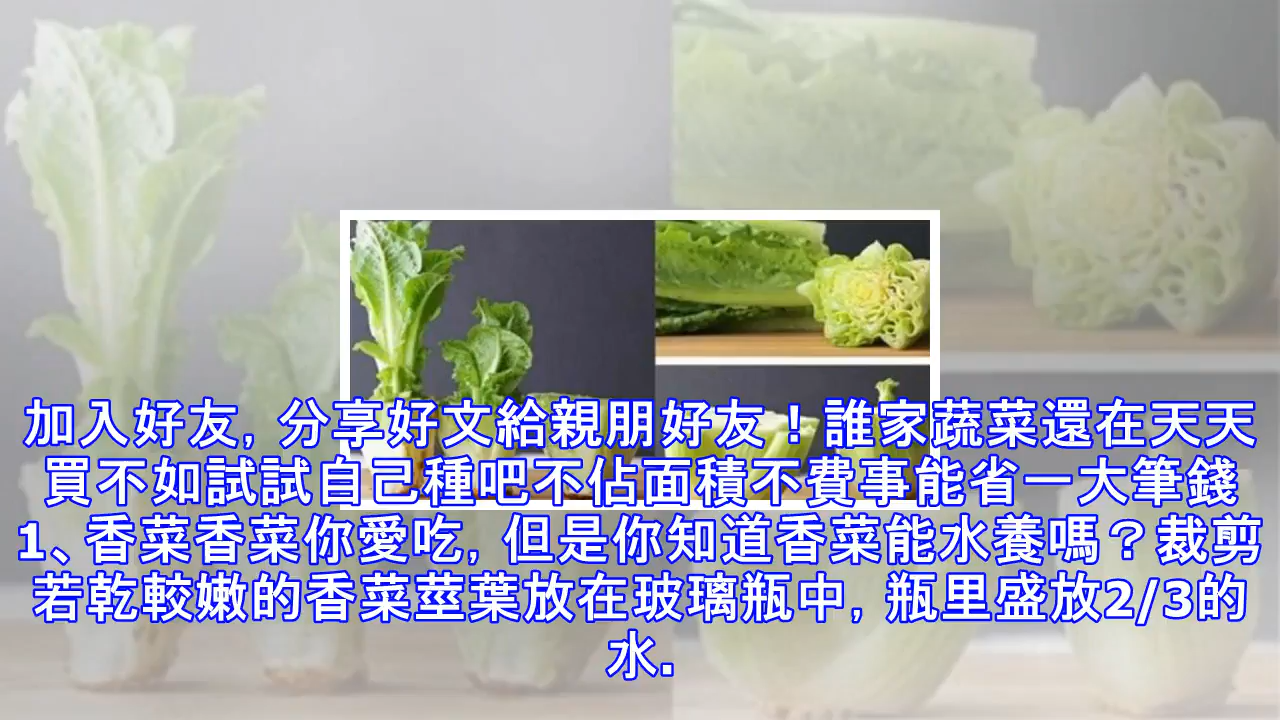 加入好友, 分享好文給親朋好友！誰家蔬菜還在天天
買不如試試自己種吧不佔面積不費事能省一大筆錢
1、香菜香菜你愛吃, 但是你知道香菜能水養嗎？裁剪
若乾較嫩的香菜莖葉放在玻璃瓶中, 瓶里盛放2/3的
水.